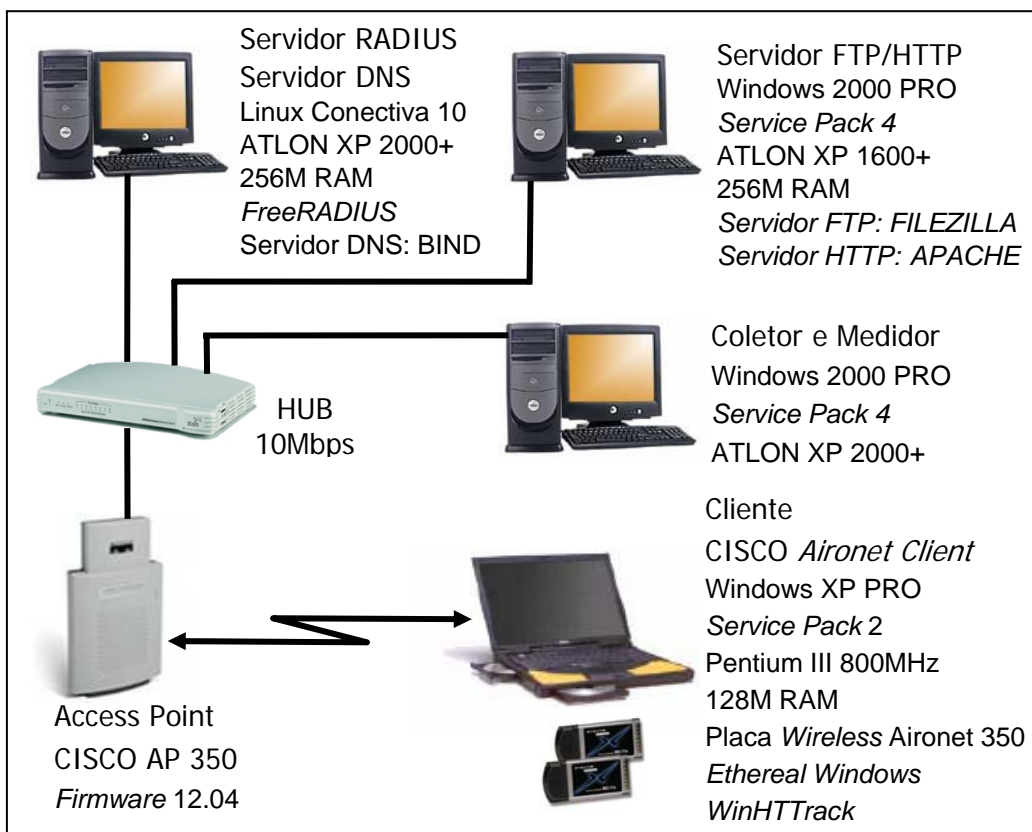 Servidor RADIUS
Servidor DNS
Linux Conectiva 10
ATLON XP 2000+
256M RAM
FreeRADIUS
Servidor DNS: BIND
Servidor FTP/HTTP
Windows 2000 PRO
Service Pack 4
ATLON XP 1600+
256M RAM
Servidor FTP: FILEZILLA
Servidor HTTP: APACHE
HUB
10Mbps
Coletor e Medidor
Windows 2000 PRO
Service Pack 4
ATLON XP 2000+
Access Point
CISCO AP 350
Firmware 12.04
Cliente
CISCO Aironet Client
Windows XP PRO
Service Pack 2
Pentium III 800MHz
128M RAM
Placa Wireless Aironet 350
Ethereal Windows
WinHTTrack